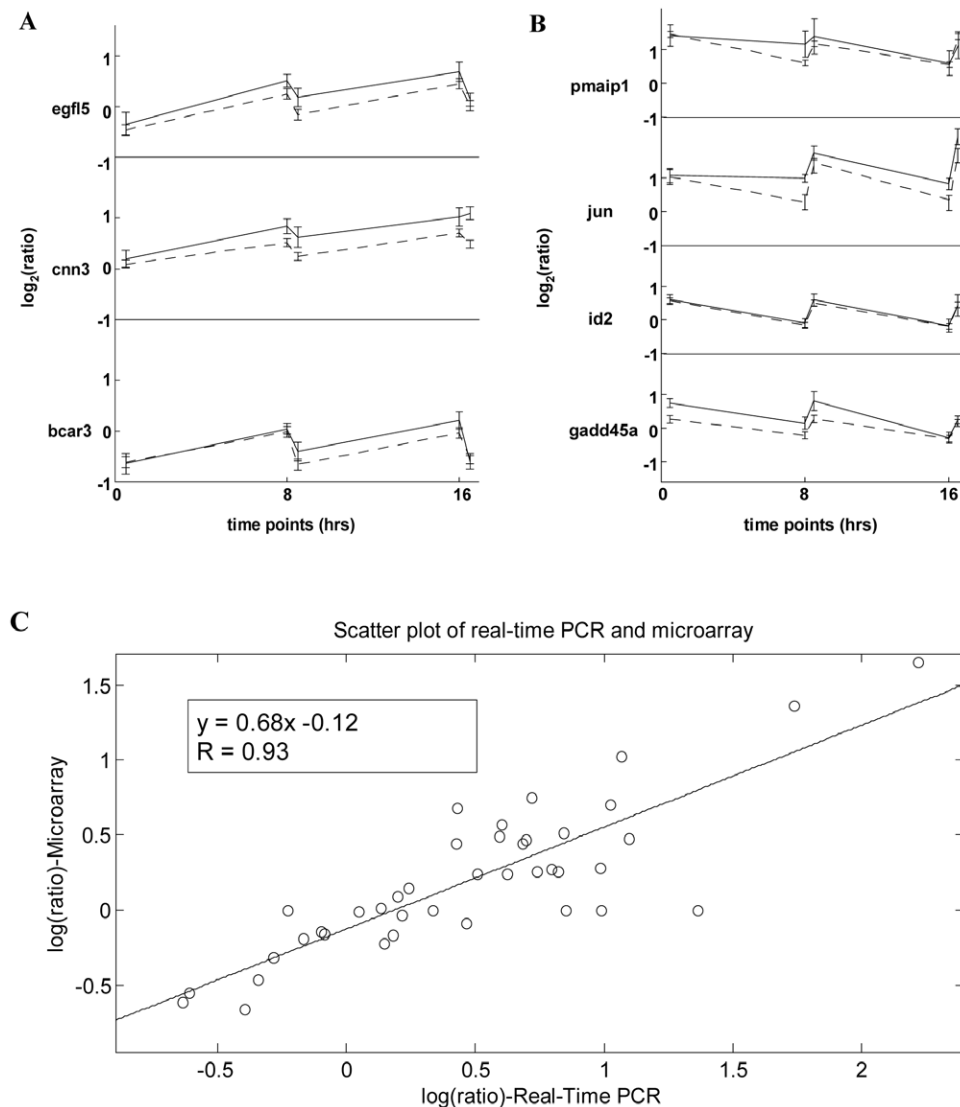 A
1
egfl5
0
-1
1
cnn3
0
-1
1
bcar3
0
-1
log2(ratio)
0 8 16
time points (hrs)
B
1
pmaip1
-1
1
jun
0
-1
1
id2
0
-1
1
gadd45a
0
-1
log2(ratio)
0 8 16
time points (hrs)
C
Scatter plot of real-time PCR and microarray
y = 0.68x -0.12
R = 0.93
1.5
1
0.5
0
-0.5
log(ratio)-Microarray
-0.5 0 0.5 1 1.5 2
log(ratio)-Real-Time PCR